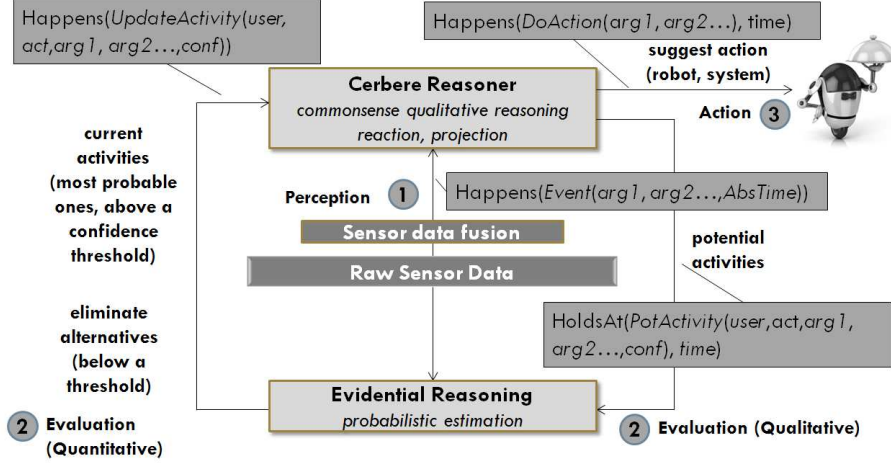 Happens(UpdateActivity(user,
act,arg1, arg2...,conf))
Happens(DoAction(arg1, arg2...), time)
suggest action
(robot, system)
Cerbere Reasoner
commonsense qualitative reasoning
reaction, projection
Action 3
current
activities
(most probable
ones, above a
confidence
threshold)
Perception 1
Happens(Event(arg1, arg2...,AbsTime))
Sensor data fusion
Raw Sensor Data
potential
activities
eliminate
alternatives
(below a
threshold)
HoldsAt(PotActivity(user,act,arg1,
arg2...,conf), time)
Evidential Reasoning
probabilistic estimation
2 Evaluation
(Quantitative)
2 Evaluation (Qualitative)